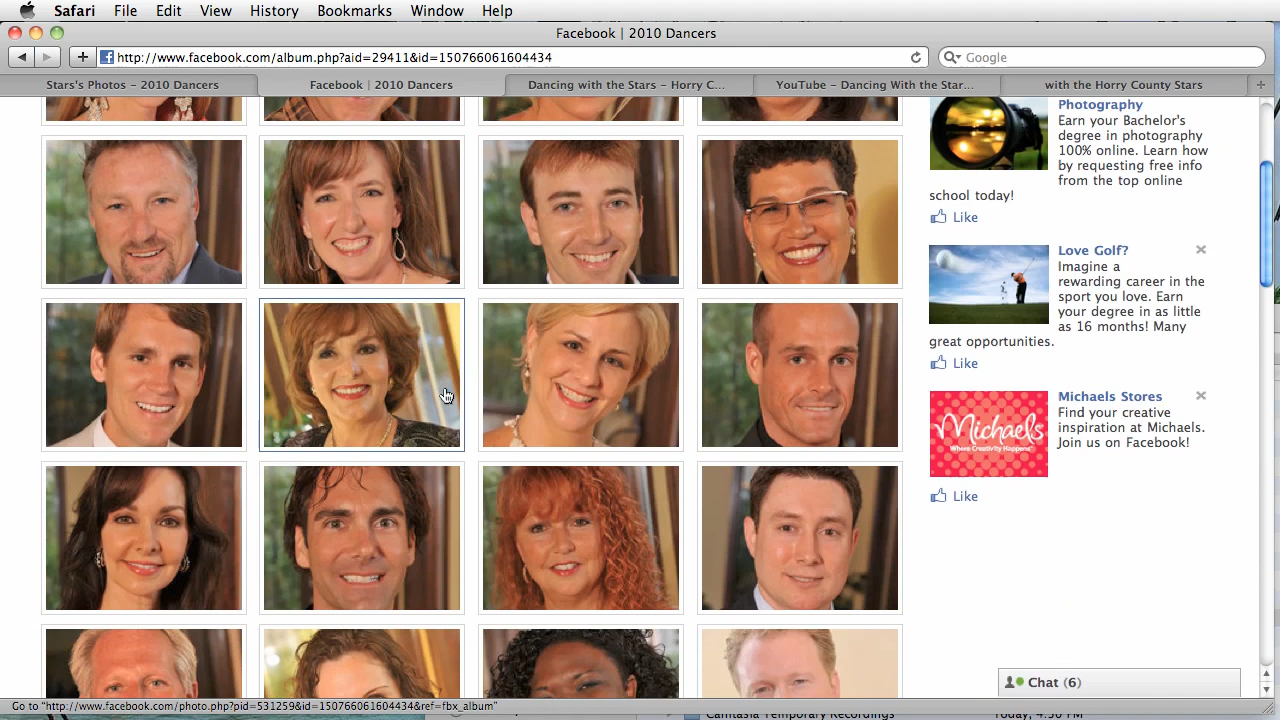 Safari File Edit View History Bookmarks Window Help
Facebook | 2010 Dancers
http://www.facebook.com/album.php?aid=29411&id=150766061604434
Google
Stars's Photos – 2010 Dancers
Facebook | 2010 Dancers
Dancing with the Stars – Horry C...
YouTube – Dancing With the Star...
with the Horry County Stars
Photography
Earn your Bachelor's
degree in photography
100% online. Learn how
by requesting free info
from the top online
school today!
Like
Love Golf?
Imagine a
rewarding career in the
sport you love. Earn
your degree in as little
as 16 months! Many
great opportunities.
Like
Michaels Stores
Find your creative
inspiration at Michaels.
Join us on Facebook!
Michaels
Where Creativity Happens
Like
Chat (6)
Go to "http://www.facebook.com/photo.php?pid=531259&id=150766061604434&ref=fbx_album"
Camtasia Temporary Recordings
Today, 4:30 PM